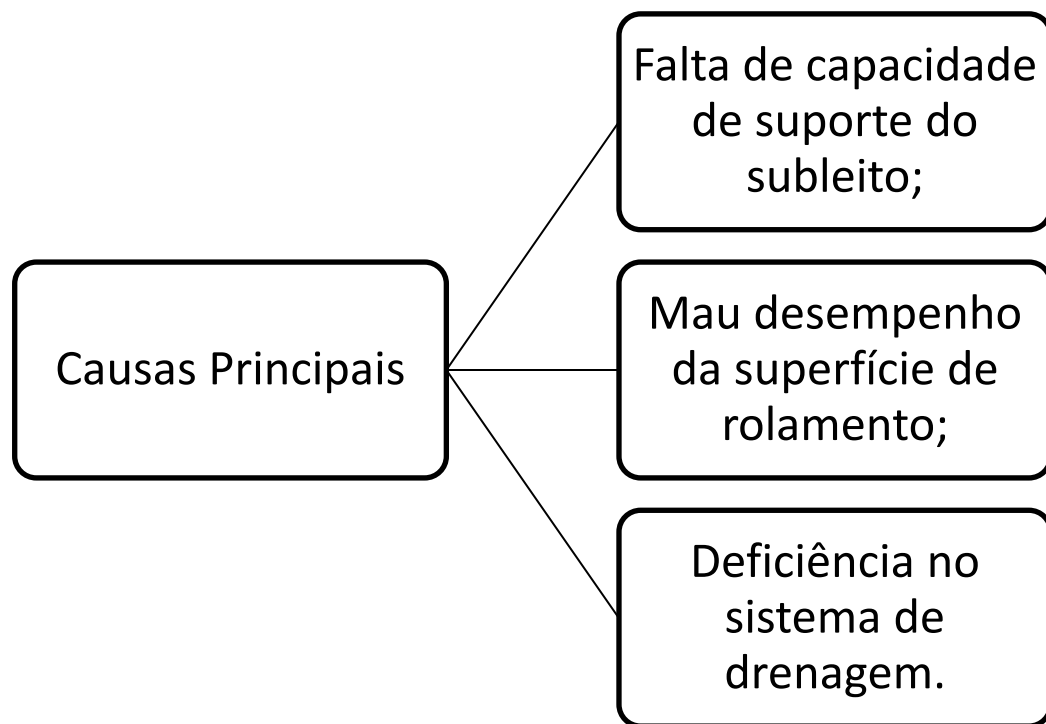 Causas Principais
Falta de capacidade
de suporte do
subleito;
Mau desempenho
da superfície de
rolamento;
Deficiência no
sistema de
drenagem.